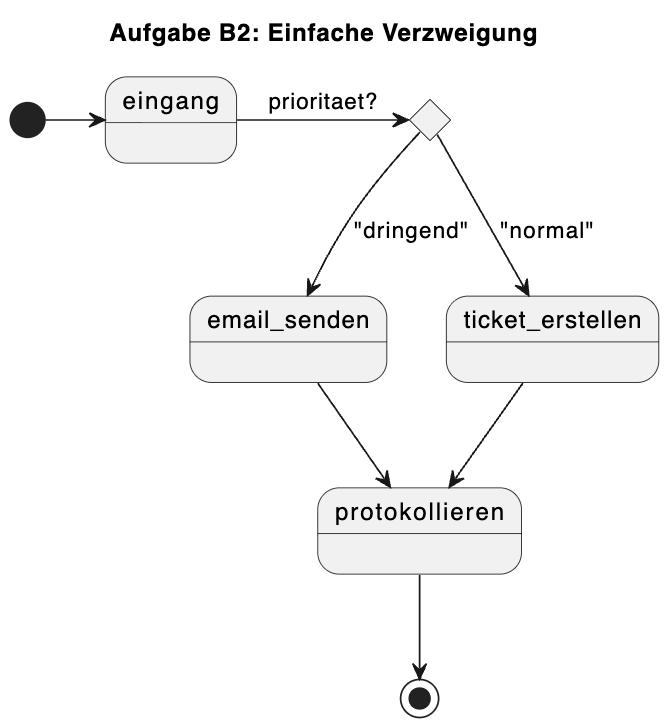 Aufgabe B2: Einfache Verzweigung
eingang
prioritaet?
"dringend"
"normal"
email_senden
ticket_erstellen
protokollieren